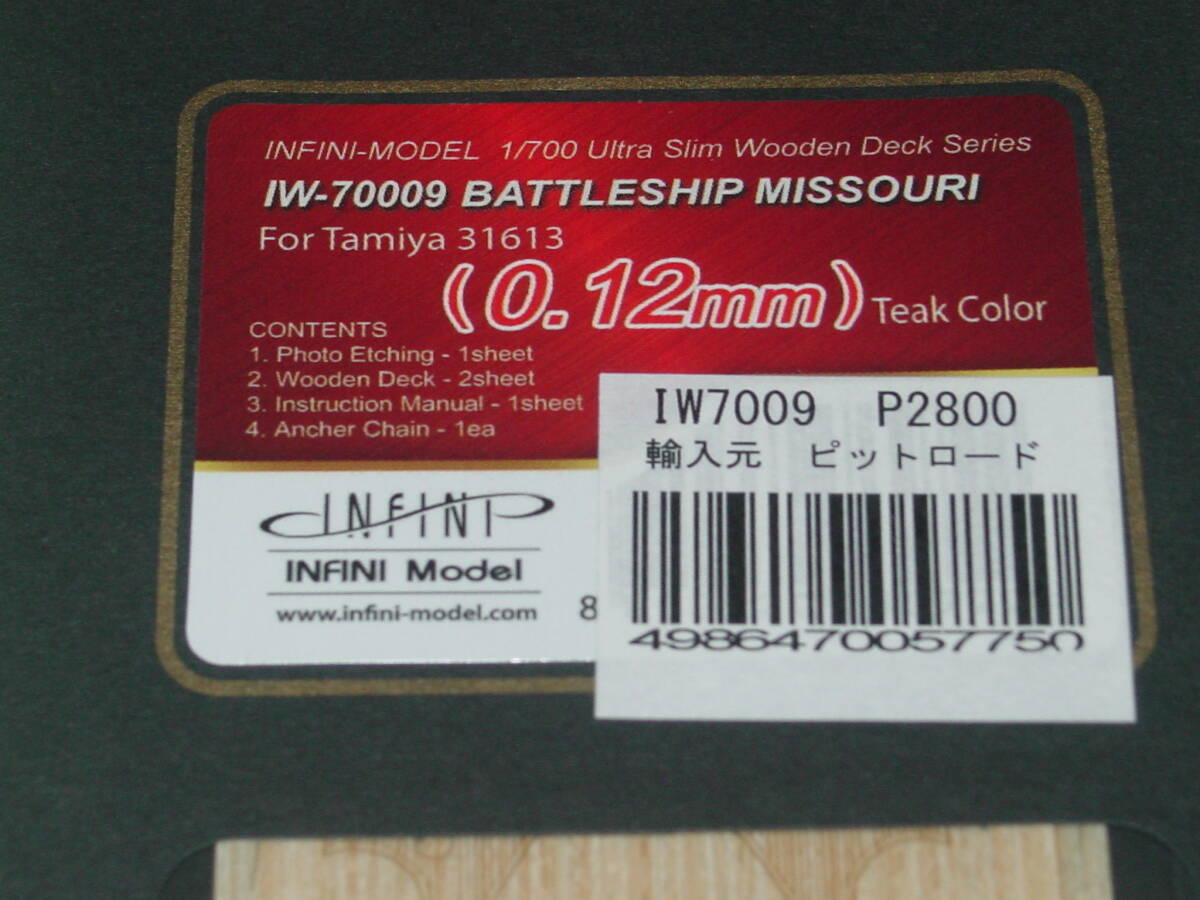 INFINI-MODEL 1/700 Ultra Slim Wooden Deck Series
IW-70009 BATTLESHIP MISSOURI
For Tamiya 31613
(0.12mm) Teak Color
CONTENTS
1. Photo Etching - 1sheet
2. Wooden Deck - 2sheet
3. Instruction Manual - 1sheet
4. Ancher Chain - 1ea
INFINI
INFINI Model
www.infini-model.com
8
IW7009 P2800
輸入元 ピットロード
4986470057750